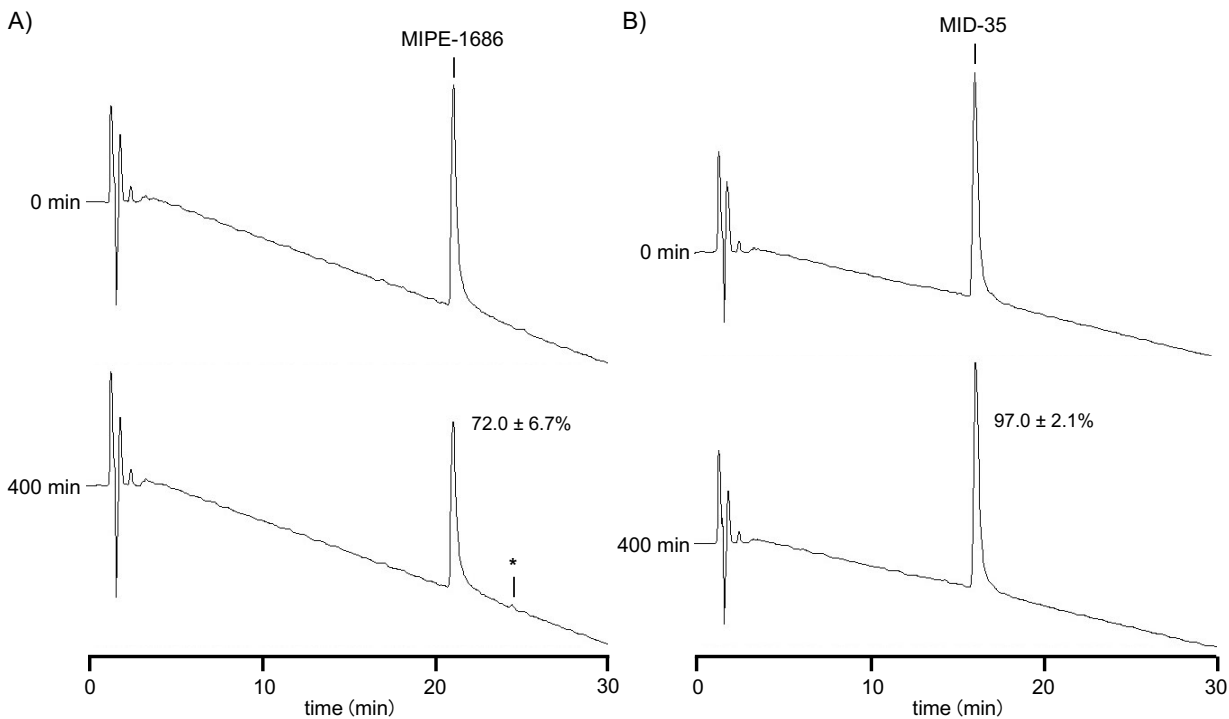 A)
MIPE-1686
0 min
72.0 ± 6.7%
400 min
*
0 10 20 30
time (min)
B)
MID-35
0 min
97.0 ± 2.1%
400 min
0 10 20 30
time (min)